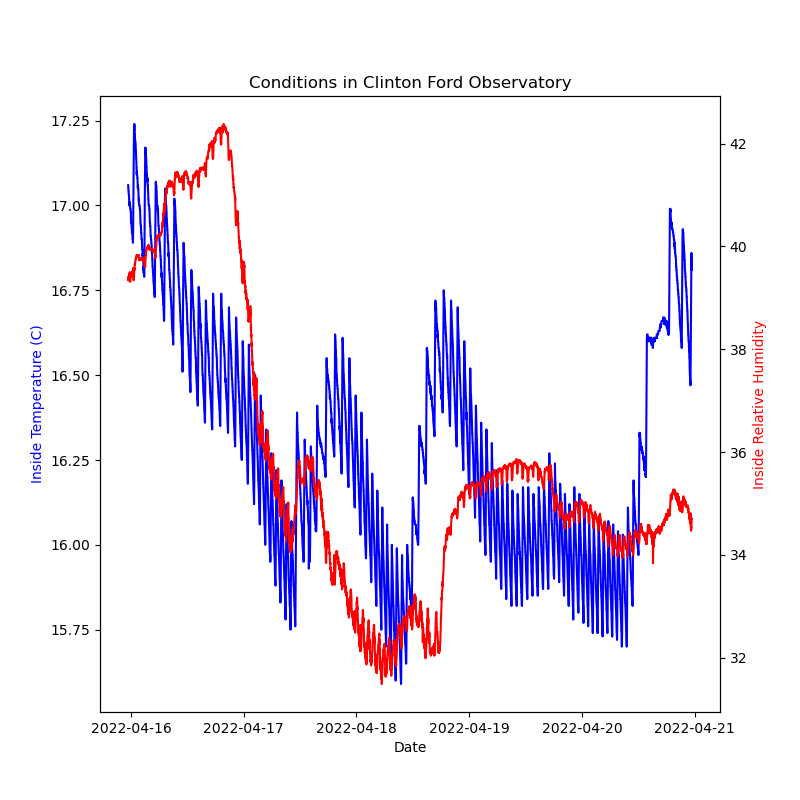 Conditions in Clinton Ford Observatory
17.25
17.00
16.75
16.50
16.25
16.00
15.75
Inside Temperature (C)
42
40
38
36
34
32
Inside Relative Humidity
2022-04-16 2022-04-17 2022-04-18 2022-04-19 2022-04-20 2022-04-21
Date